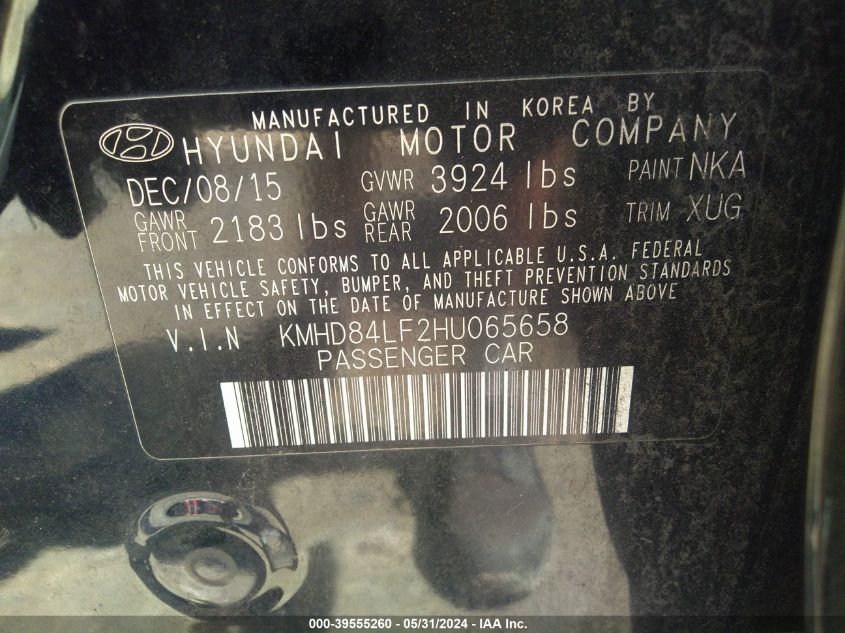 MANUFACTURED IN KOREA BY
HYUNDAI MOTOR COMPANY
DEC/08/15 GVWR 3924 lbs PAINT NKA
GAWR FRONT 2183 lbs GAWR REAR 2006 lbs TRIM XUG
THIS VEHICLE CONFORMS TO ALL APPLICABLE U.S.A. FEDERAL
MOTOR VEHICLE SAFETY, BUMPER, AND THEFT PREVENTION STANDARDS
IN EFFECT ON THE DATE OF MANUFACTURE SHOWN ABOVE
V.I.N KMHD84LF2HU065658
PASSENGER CAR
000-39555260 - 05/31/2024 - IAA Inc.